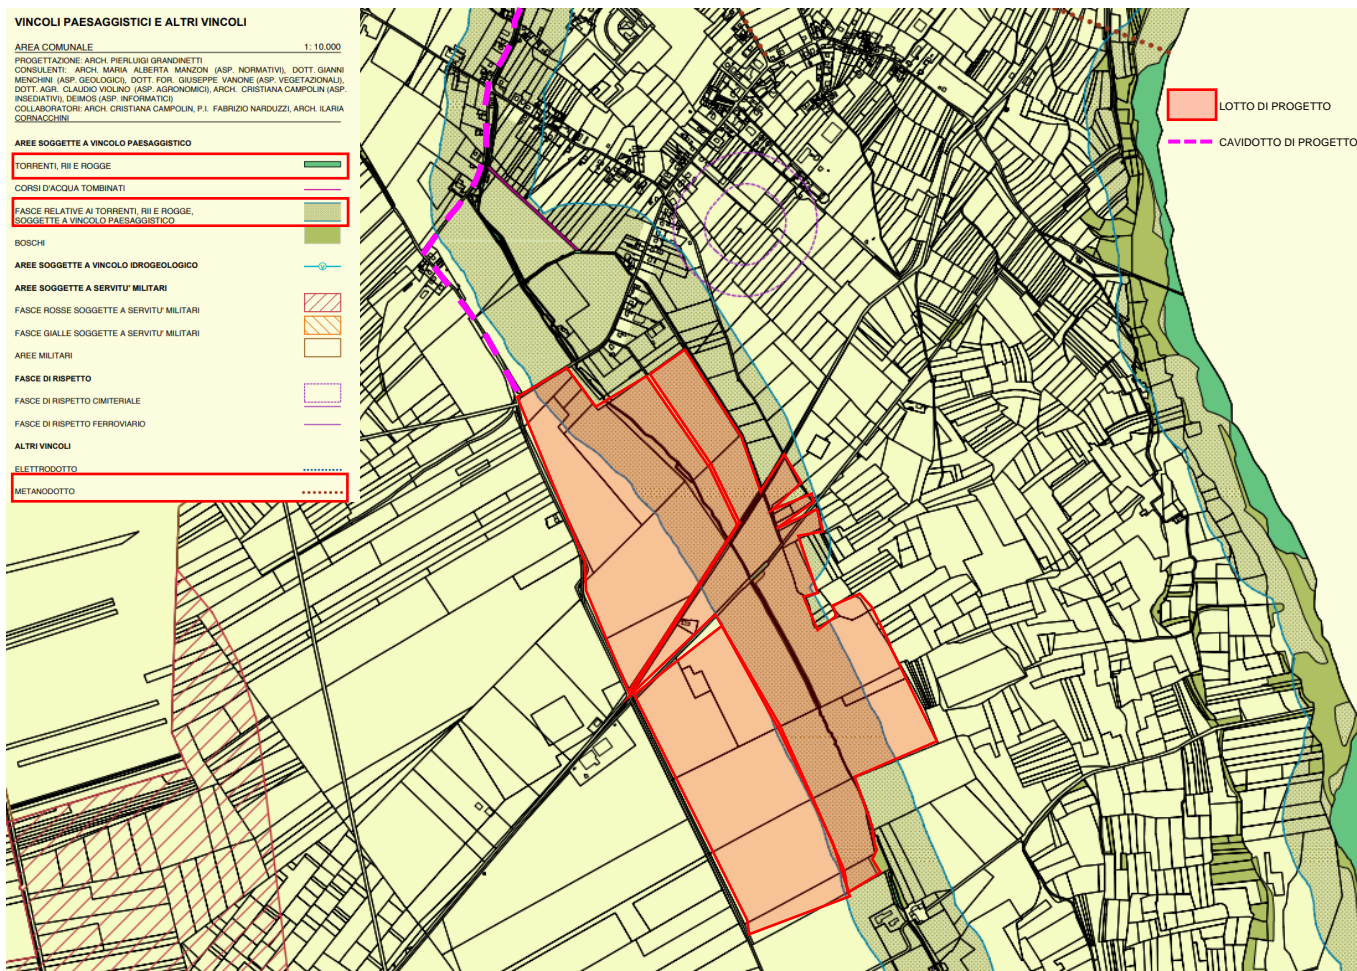 VINCOLI PAESAGGISTICI E ALTRI VINCOLI
AREA COMUNALE 1: 10.000
PROGETTAZIONE: ARCH. PIERLUIGI GRANDINETTI
CONSULENTI: ARCH. MARIA ALBERTA MANZON (ASP. NORMATIVI), DOTT. GIANNI
MENCHINI (ASP. GEOLOGICI), DOTT. FOR. GIUSEPPE VANONE (ASP. VEGETAZIONALI),
DOTT. AGR. CLAUDIO VIOLINO (ASP. AGRONOMICI), ARCH. CRISTIANA CAMPOLIN (ASP.
INSEDIATIVI), DEIMOS (ASP. INFORMATICI)
COLLABORATORI: ARCH. CRISTIANA CAMPOLIN, P.I. FABRIZIO NARDUZZI, ARCH. ILARIA
CORNACCHINI
AREE SOGGETTE A VINCOLO PAESAGGISTICO
TORRENTI, RII E ROGGE
CORSI D'ACQUA TOMBINATI
FASCE RELATIVE AI TORRENTI, RII E ROGGE,
SOGGETTE A VINCOLO PAESAGGISTICO
BOSCHI
AREE SOGGETTE A VINCOLO IDROGEOLOGICO
AREE SOGGETTE A SERVITU' MILITARI
FASCE ROSSE SOGGETTE A SERVITU' MILITARI
FASCE GIALLE SOGGETTE A SERVITU' MILITARI
AREE MILITARI
FASCE DI RISPETTO
FASCE DI RISPETTO CIMITERIALE
FASCE DI RISPETTO FERROVIARIO
ALTRI VINCOLI
ELETTRODOTTO
METANODOTTO
LOTTO DI PROGETTO
CAVIDOTTO DI PROGETTO